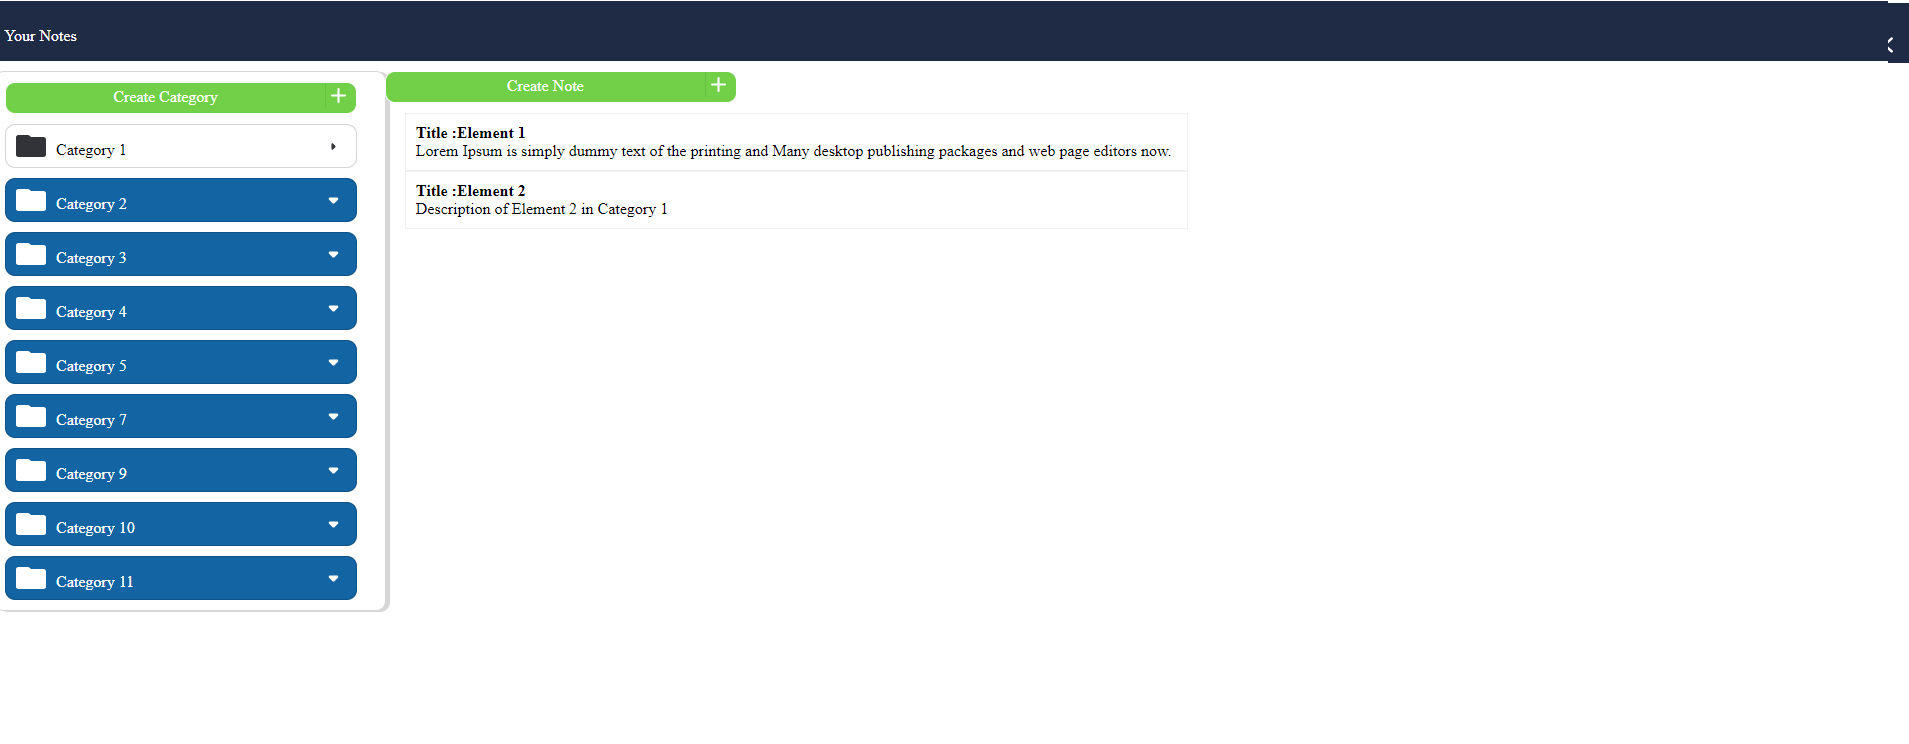 Your Notes
Create Category
Category 1
Category 2
Category 3
Category 4
Category 5
Category 7
Category 9
Category 10
Category 11
Create Note
Title :Element 1
Lorem Ipsum is simply dummy text of the printing and Many desktop publishing packages and web page editors now.
Title :Element 2
Description of Element 2 in Category 1